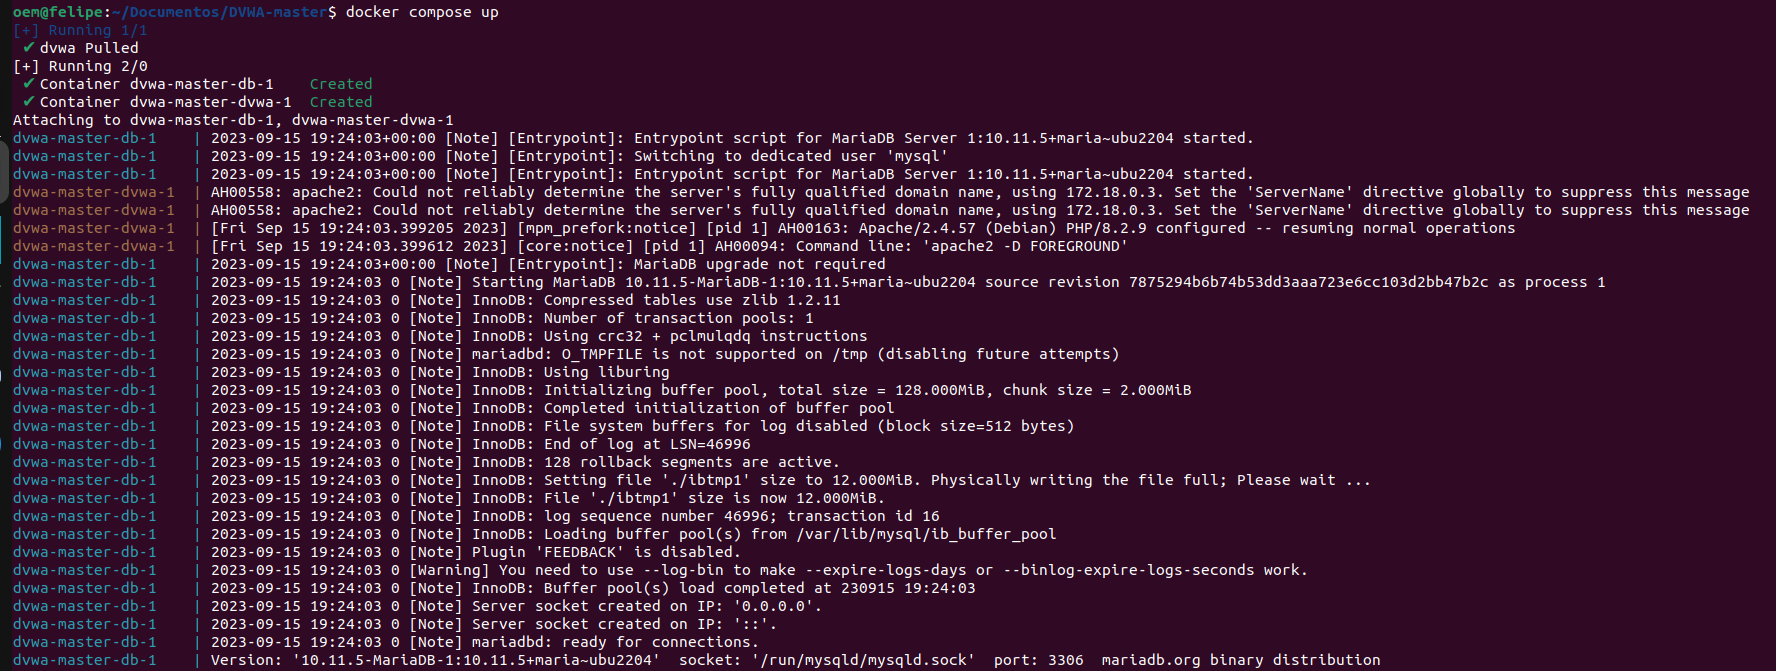 oem@felipe:~/Documentos/DVWA-master$ docker compose up
[+] Running 1/1
✔ dvwa Pulled
[+] Running 2/0
✔ Container dvwa-master-db-1    Created
✔ Container dvwa-master-dvwa-1  Created
Attaching to dvwa-master-db-1, dvwa-master-dvwa-1
dvwa-master-db-1    | 2023-09-15 19:24:03+00:00 [Note] [Entrypoint]: Entrypoint script for MariaDB Server 1:10.11.5+maria~ubu2204 started.
dvwa-master-db-1    | 2023-09-15 19:24:03+00:00 [Note] [Entrypoint]: Switching to dedicated user 'mysql'
dvwa-master-db-1    | 2023-09-15 19:24:03+00:00 [Note] [Entrypoint]: Entrypoint script for MariaDB Server 1:10.11.5+maria~ubu2204 started.
dvwa-master-dvwa-1  | AH00558: apache2: Could not reliably determine the server's fully qualified domain name, using 172.18.0.3. Set the 'ServerName' directive globally to suppress this message
dvwa-master-dvwa-1  | AH00558: apache2: Could not reliably determine the server's fully qualified domain name, using 172.18.0.3. Set the 'ServerName' directive globally to suppress this message
dvwa-master-dvwa-1  | [Fri Sep 15 19:24:03.399205 2023] [mpm_prefork:notice] [pid 1] AH00163: Apache/2.4.57 (Debian) PHP/8.2.9 configured -- resuming normal operations
dvwa-master-dvwa-1  | [Fri Sep 15 19:24:03.399612 2023] [core:notice] [pid 1] AH00094: Command line: 'apache2 -D FOREGROUND'
dvwa-master-db-1    | 2023-09-15 19:24:03+00:00 [Note] [Entrypoint]: MariaDB upgrade not required
dvwa-master-db-1    | 2023-09-15 19:24:03 0 [Note] Starting MariaDB 10.11.5-MariaDB-1:10.11.5+maria~ubu2204 source revision 7875294b6b74b53dd3aaa723e6cc103d2bb47b2c as process 1
dvwa-master-db-1    | 2023-09-15 19:24:03 0 [Note] InnoDB: Compressed tables use zlib 1.2.11
dvwa-master-db-1    | 2023-09-15 19:24:03 0 [Note] InnoDB: Number of transaction pools: 1
dvwa-master-db-1    | 2023-09-15 19:24:03 0 [Note] InnoDB: Using crc32 + pclmulqdq instructions
dvwa-master-db-1    | 2023-09-15 19:24:03 0 [Note] mariadbd: O_TMPFILE is not supported on /tmp (disabling future attempts)
dvwa-master-db-1    | 2023-09-15 19:24:03 0 [Note] InnoDB: Using liburing
dvwa-master-db-1    | 2023-09-15 19:24:03 0 [Note] InnoDB: Initializing buffer pool, total size = 128.000MiB, chunk size = 2.000MiB
dvwa-master-db-1    | 2023-09-15 19:24:03 0 [Note] InnoDB: Completed initialization of buffer pool
dvwa-master-db-1    | 2023-09-15 19:24:03 0 [Note] InnoDB: File system buffers for log disabled (block size=512 bytes)
dvwa-master-db-1    | 2023-09-15 19:24:03 0 [Note] InnoDB: End of log at LSN=46996
dvwa-master-db-1    | 2023-09-15 19:24:03 0 [Note] InnoDB: 128 rollback segments are active.
dvwa-master-db-1    | 2023-09-15 19:24:03 0 [Note] InnoDB: Setting file './ibtmp1' size to 12.000MiB. Physically writing the file full; Please wait ...
dvwa-master-db-1    | 2023-09-15 19:24:03 0 [Note] InnoDB: File './ibtmp1' size is now 12.000MiB.
dvwa-master-db-1    | 2023-09-15 19:24:03 0 [Note] InnoDB: log sequence number 46996; transaction id 16
dvwa-master-db-1    | 2023-09-15 19:24:03 0 [Note] InnoDB: Loading buffer pool(s) from /var/lib/mysql/ib_buffer_pool
dvwa-master-db-1    | 2023-09-15 19:24:03 0 [Note] Plugin 'FEEDBACK' is disabled.
dvwa-master-db-1    | 2023-09-15 19:24:03 0 [Warning] You need to use --log-bin to make --expire-logs-days or --binlog-expire-logs-seconds work.
dvwa-master-db-1    | 2023-09-15 19:24:03 0 [Note] InnoDB: Buffer pool(s) load completed at 230915 19:24:03
dvwa-master-db-1    | 2023-09-15 19:24:03 0 [Note] Server socket created on IP: '0.0.0.0'.
dvwa-master-db-1    | 2023-09-15 19:24:03 0 [Note] Server socket created on IP: '::'.
dvwa-master-db-1    | 2023-09-15 19:24:03 0 [Note] mariadbd: ready for connections.
dvwa-master-db-1    | Version: '10.11.5-MariaDB-1:10.11.5+maria~ubu2204'  socket: '/run/mysqld/mysqld.sock'  port: 3306  mariadb.org binary distribution